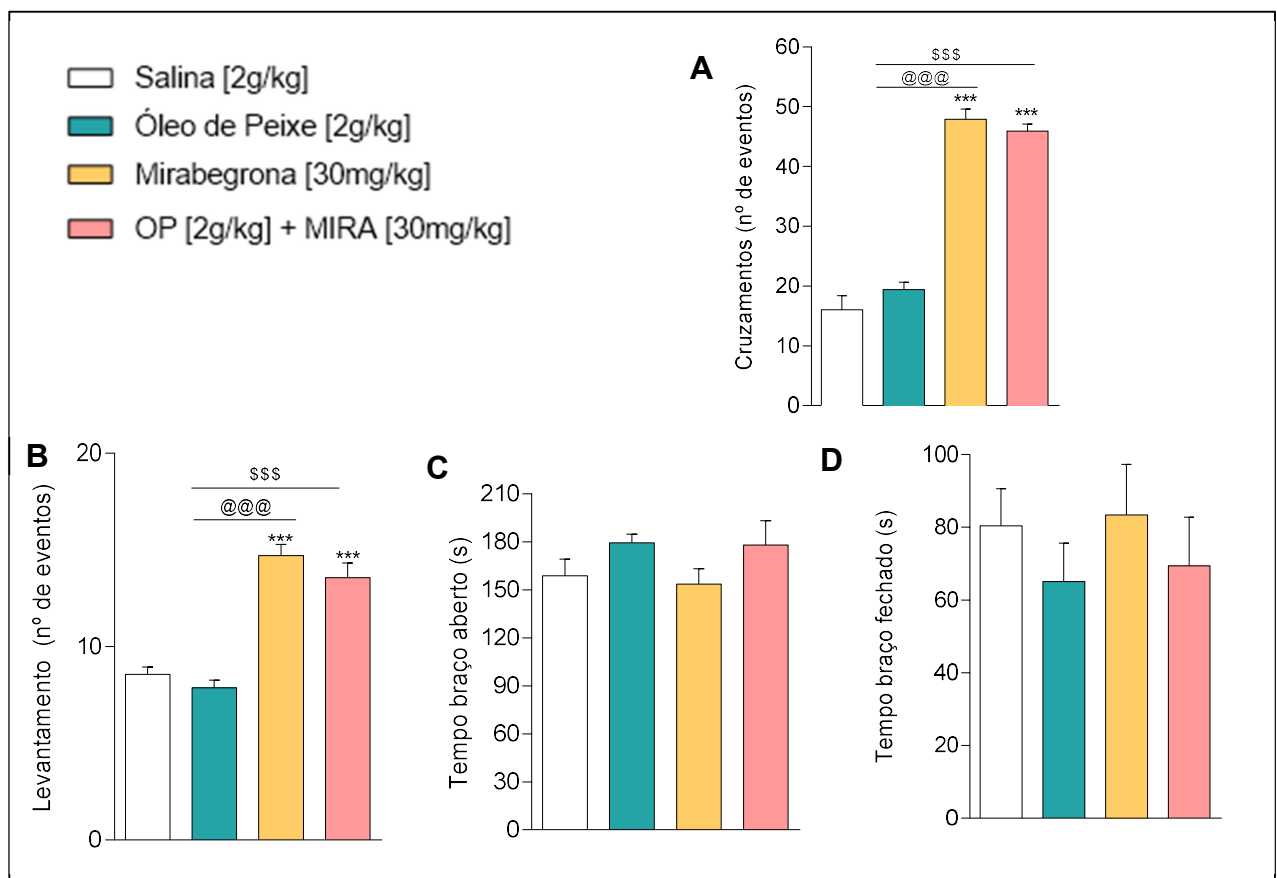 Salina [2g/kg]
Óleo de Peixe [2g/kg]
Mirabegrona [30mg/kg]
OP [2g/kg] + MIRA [30mg/kg]
A
Cruzamentos (nº de eventos)
60
50
40
30
20
10
0
$$$
@@@
***
***
B
Levantamento (nº de eventos)
20
10
0
$$$
@@@
***
***
C
Tempo braço aberto (s)
210
180
150
120
90
60
30
0
D
Tempo braço fechado (s)
100
80
60
40
20
0